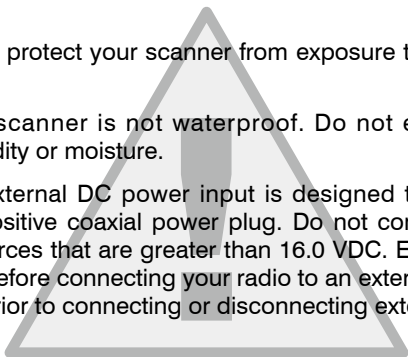 protect your scanner from exposure t
scanner is not waterproof. Do not e
dity or moisture.
xternal DC power input is designed t
ositive coaxial power plug. Do not con
rces that are greater than 16.0 VDC. E
efore connecting your radio to an exter
rior to connecting or disconnecting exte